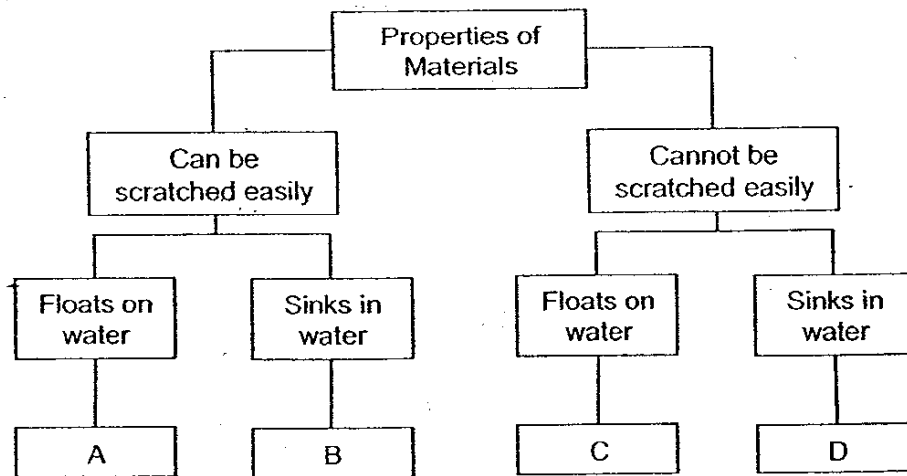 Properties of
Materials
Can be
scratched easily
Cannot be
scratched easily
Floats on
water
Sinks in
water
Floats on
water
Sinks in
water
A
B
C
D